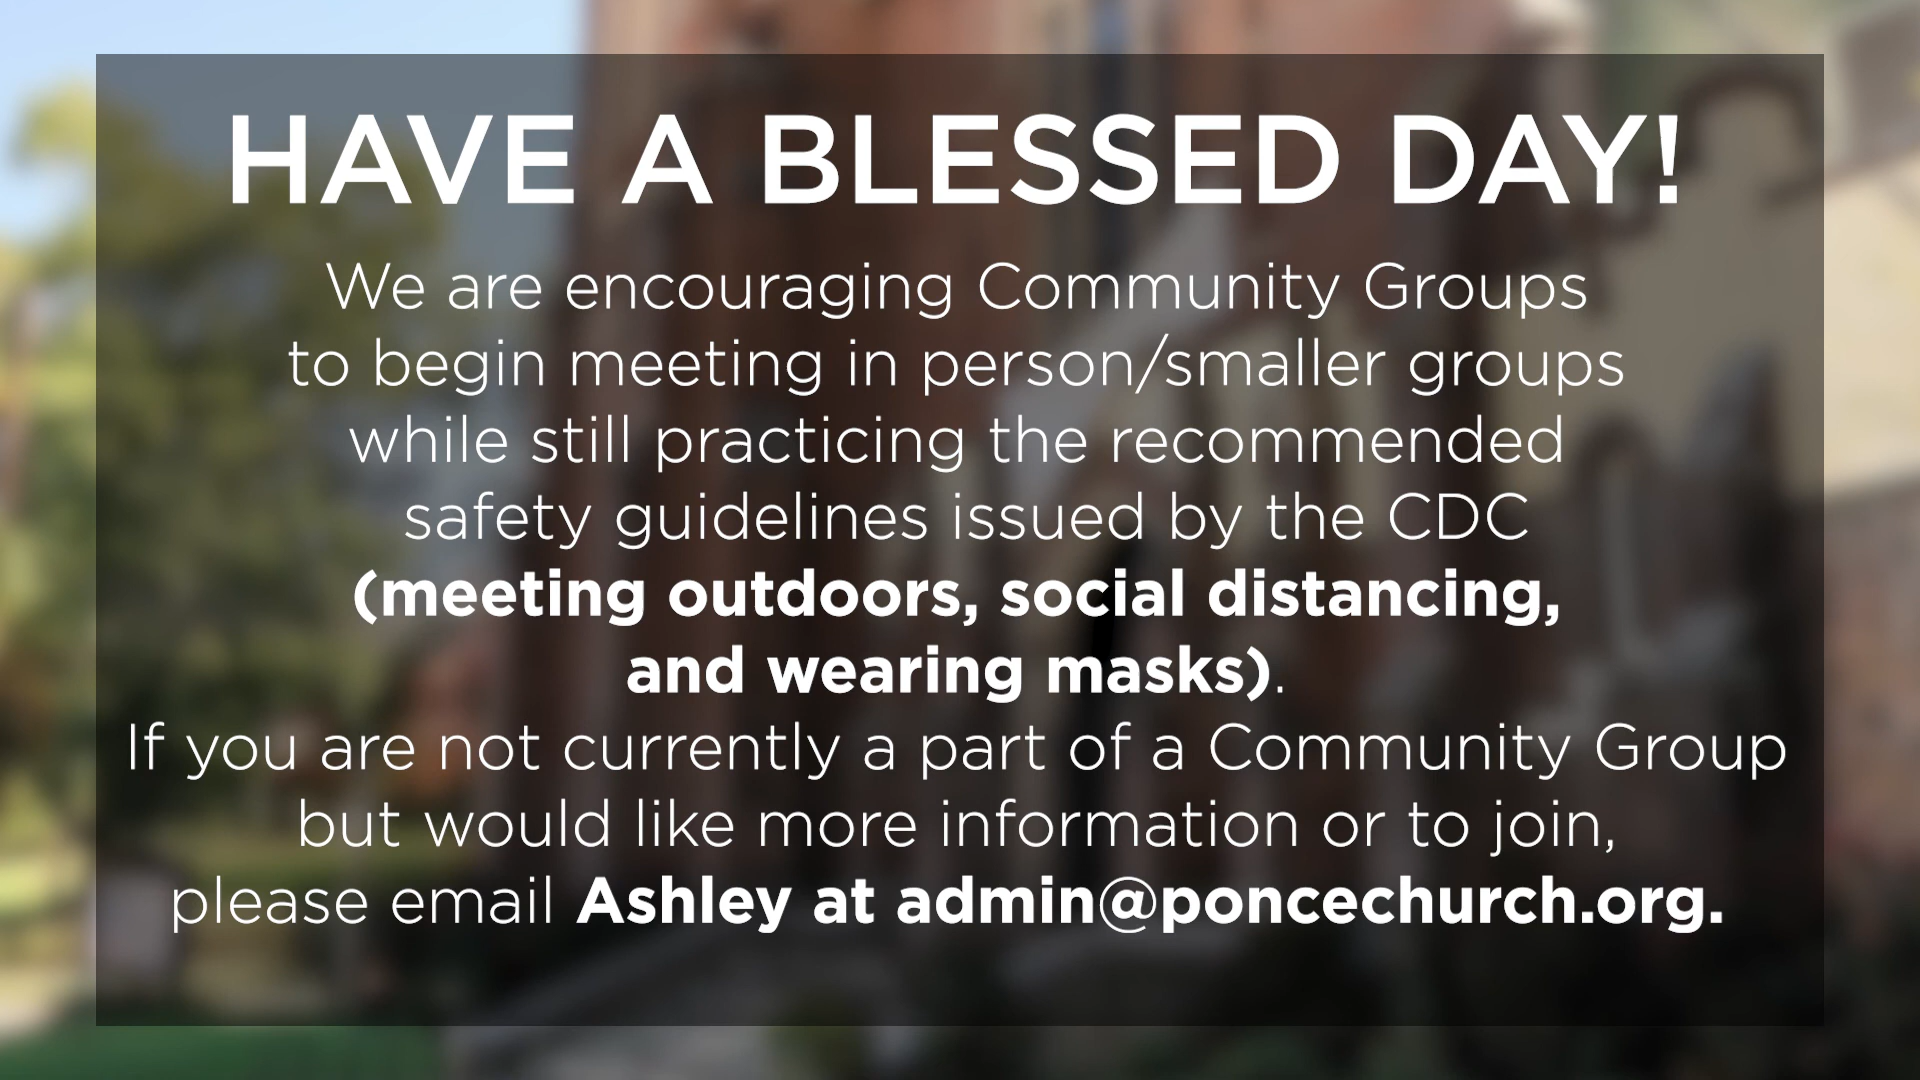 HAVE A BLESSED DAY!
We are encouraging Community Groups
to begin meeting in person/smaller groups
while still practicing the recommended
safety guidelines issued by the CDC
(meeting outdoors, social distancing,
and wearing masks).
If you are not currently a part of a Community Group
but would like more information or to join,
please email Ashley at admin@poncechurch.org.